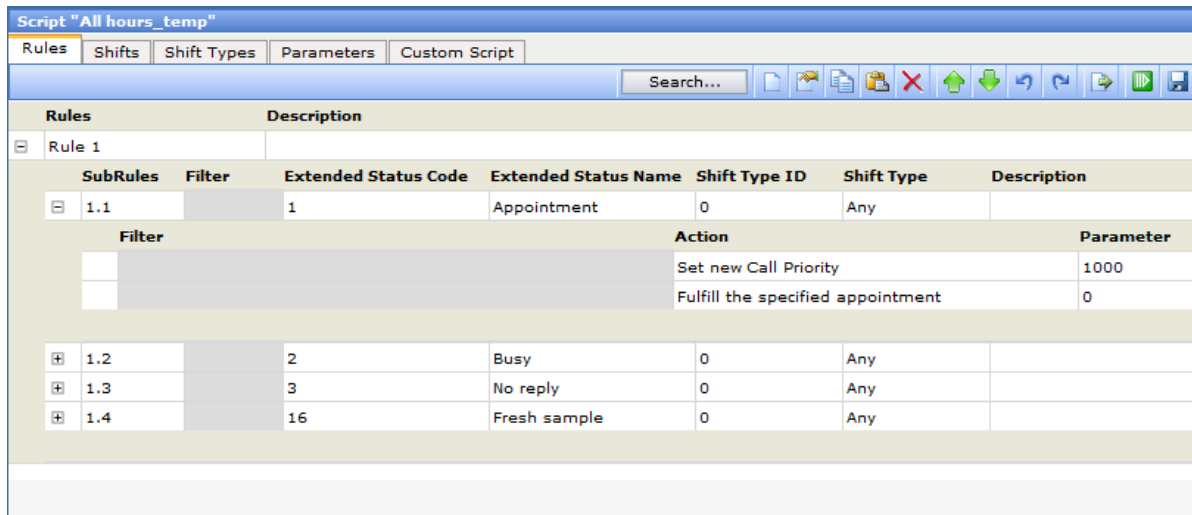 Script "All hours_temp"
Rules Shifts Shift Types Parameters Custom Script
Search...
Rules Description
Rule 1
SubRules Filter Extended Status Code Extended Status Name Shift Type ID Shift Type Description
1.1 1 Appointment 0 Any
Filter Action Parameter
Set new Call Priority 1000
Fulfill the specified appointment 0
1.2 2 Busy 0 Any
1.3 3 No reply 0 Any
1.4 16 Fresh sample 0 Any